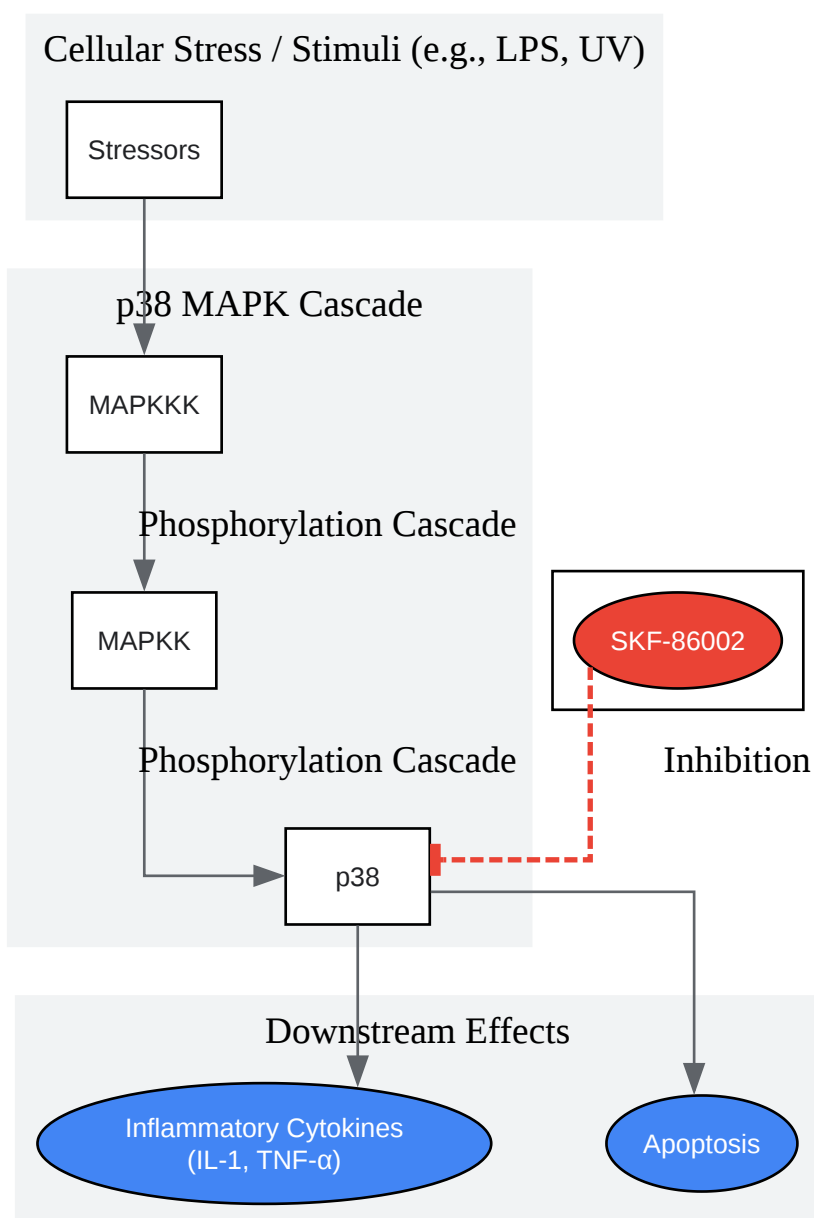 Cellular Stress / Stimuli (e.g., LPS, UV)
Stressors
p38 MAPK Cascade
MAPKKK
Phosphorylation Cascade
MAPKK
SKF-86002
Phosphorylation Cascade
Inhibition
p38
Downstream Effects
Inflammatory Cytokines
(IL-1, TNF-α)
Apoptosis